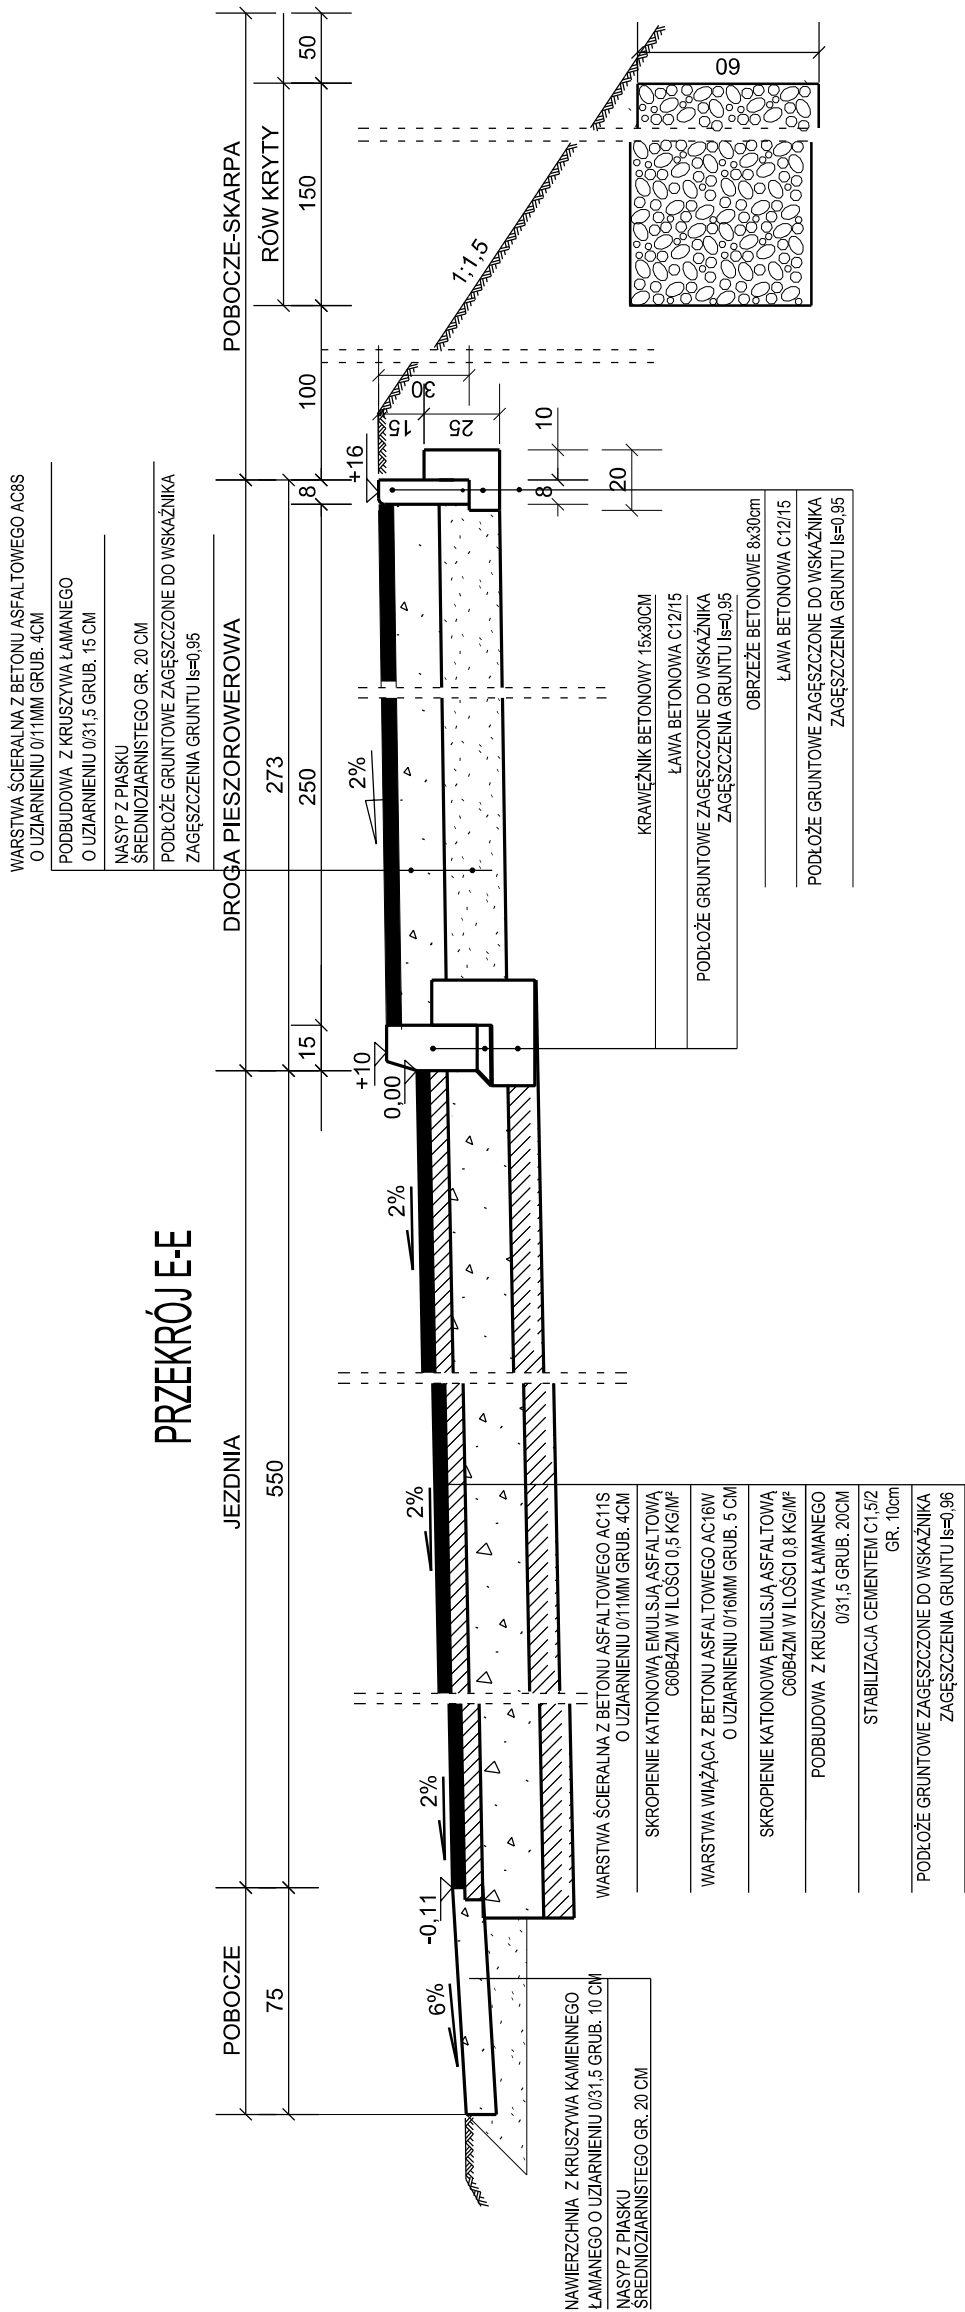 PRZEKRÓJ E-E
POBOCZE
JEZDNIA
DROGA PIESZOROWEROWA
POBOCZE-SKARPA
75
550
273
RÓW KRYTY
15
250
8
100
150
50
WARSTWA ŚCIERALNA Z BETONU ASFALTOWEGO AC8S
O UZIARNIENIU 0/11MM GRUB. 4CM
PODBUDOWA Z KRUSZYWA ŁAMANEGO
O UZIARNIENIU 0/31,5 GRUB. 15 CM
NASYP Z PIASKU
ŚREDNIOZIARNISTEGO GR. 20 CM
PODŁOŻE GRUNTOWE ZAGĘSZCZONE DO WSKAŹNIKA
ZAGĘSZCZENIA GRUNTU Is=0,95
6%
-0,11
2%
2%
2%
0,00
+10
2%
+16
15
30
25
8
10
20
1:1,5
60
NAWIERZCHNIA Z KRUSZYWA KAMIENNEGO
ŁAMANEGO O UZIARNIENIU 0/31,5 GRUB. 10 CM
NASYP Z PIASKU
ŚREDNIOZIARNISTEGO GR. 20 CM
WARSTWA ŚCIERALNA Z BETONU ASFALTOWEGO AC11S
O UZIARNIENIU 0/11MM GRUB. 4CM
SKROPIENIE KATIONOWĄ EMULSJĄ ASFALTOWĄ
C60B4ZM W ILOŚCI 0,5 KG/M²
WARSTWA WIĄŻĄCA Z BETONU ASFALTOWEGO AC16W
O UZIARNIENIU 0/16MM GRUB. 5 CM
SKROPIENIE KATIONOWĄ EMULSJĄ ASFALTOWĄ
C60B4ZM W ILOŚCI 0,8 KG/M²
PODBUDOWA Z KRUSZYWA ŁAMANEGO
0/31,5 GRUB. 20CM
STABILIZACJA CEMENTEM C1,5/2
GR. 10cm
PODŁOŻE GRUNTOWE ZAGĘSZCZONE DO WSKAŹNIKA
ZAGĘSZCZENIA GRUNTU Is=0,96
KRAWĘŻNIK BETONOWY 15x30CM
ŁAWA BETONOWA C12/15
PODŁOŻE GRUNTOWE ZAGĘSZCZONE DO WSKAŹNIKA
ZAGĘSZCZENIA GRUNTU Is=0,95
OBRZEŻE BETONOWE 8x30cm
ŁAWA BETONOWA C12/15
PODŁOŻE GRUNTOWE ZAGĘSZCZONE DO WSKAŹNIKA
ZAGĘSZCZENIA GRUNTU Is=0,95